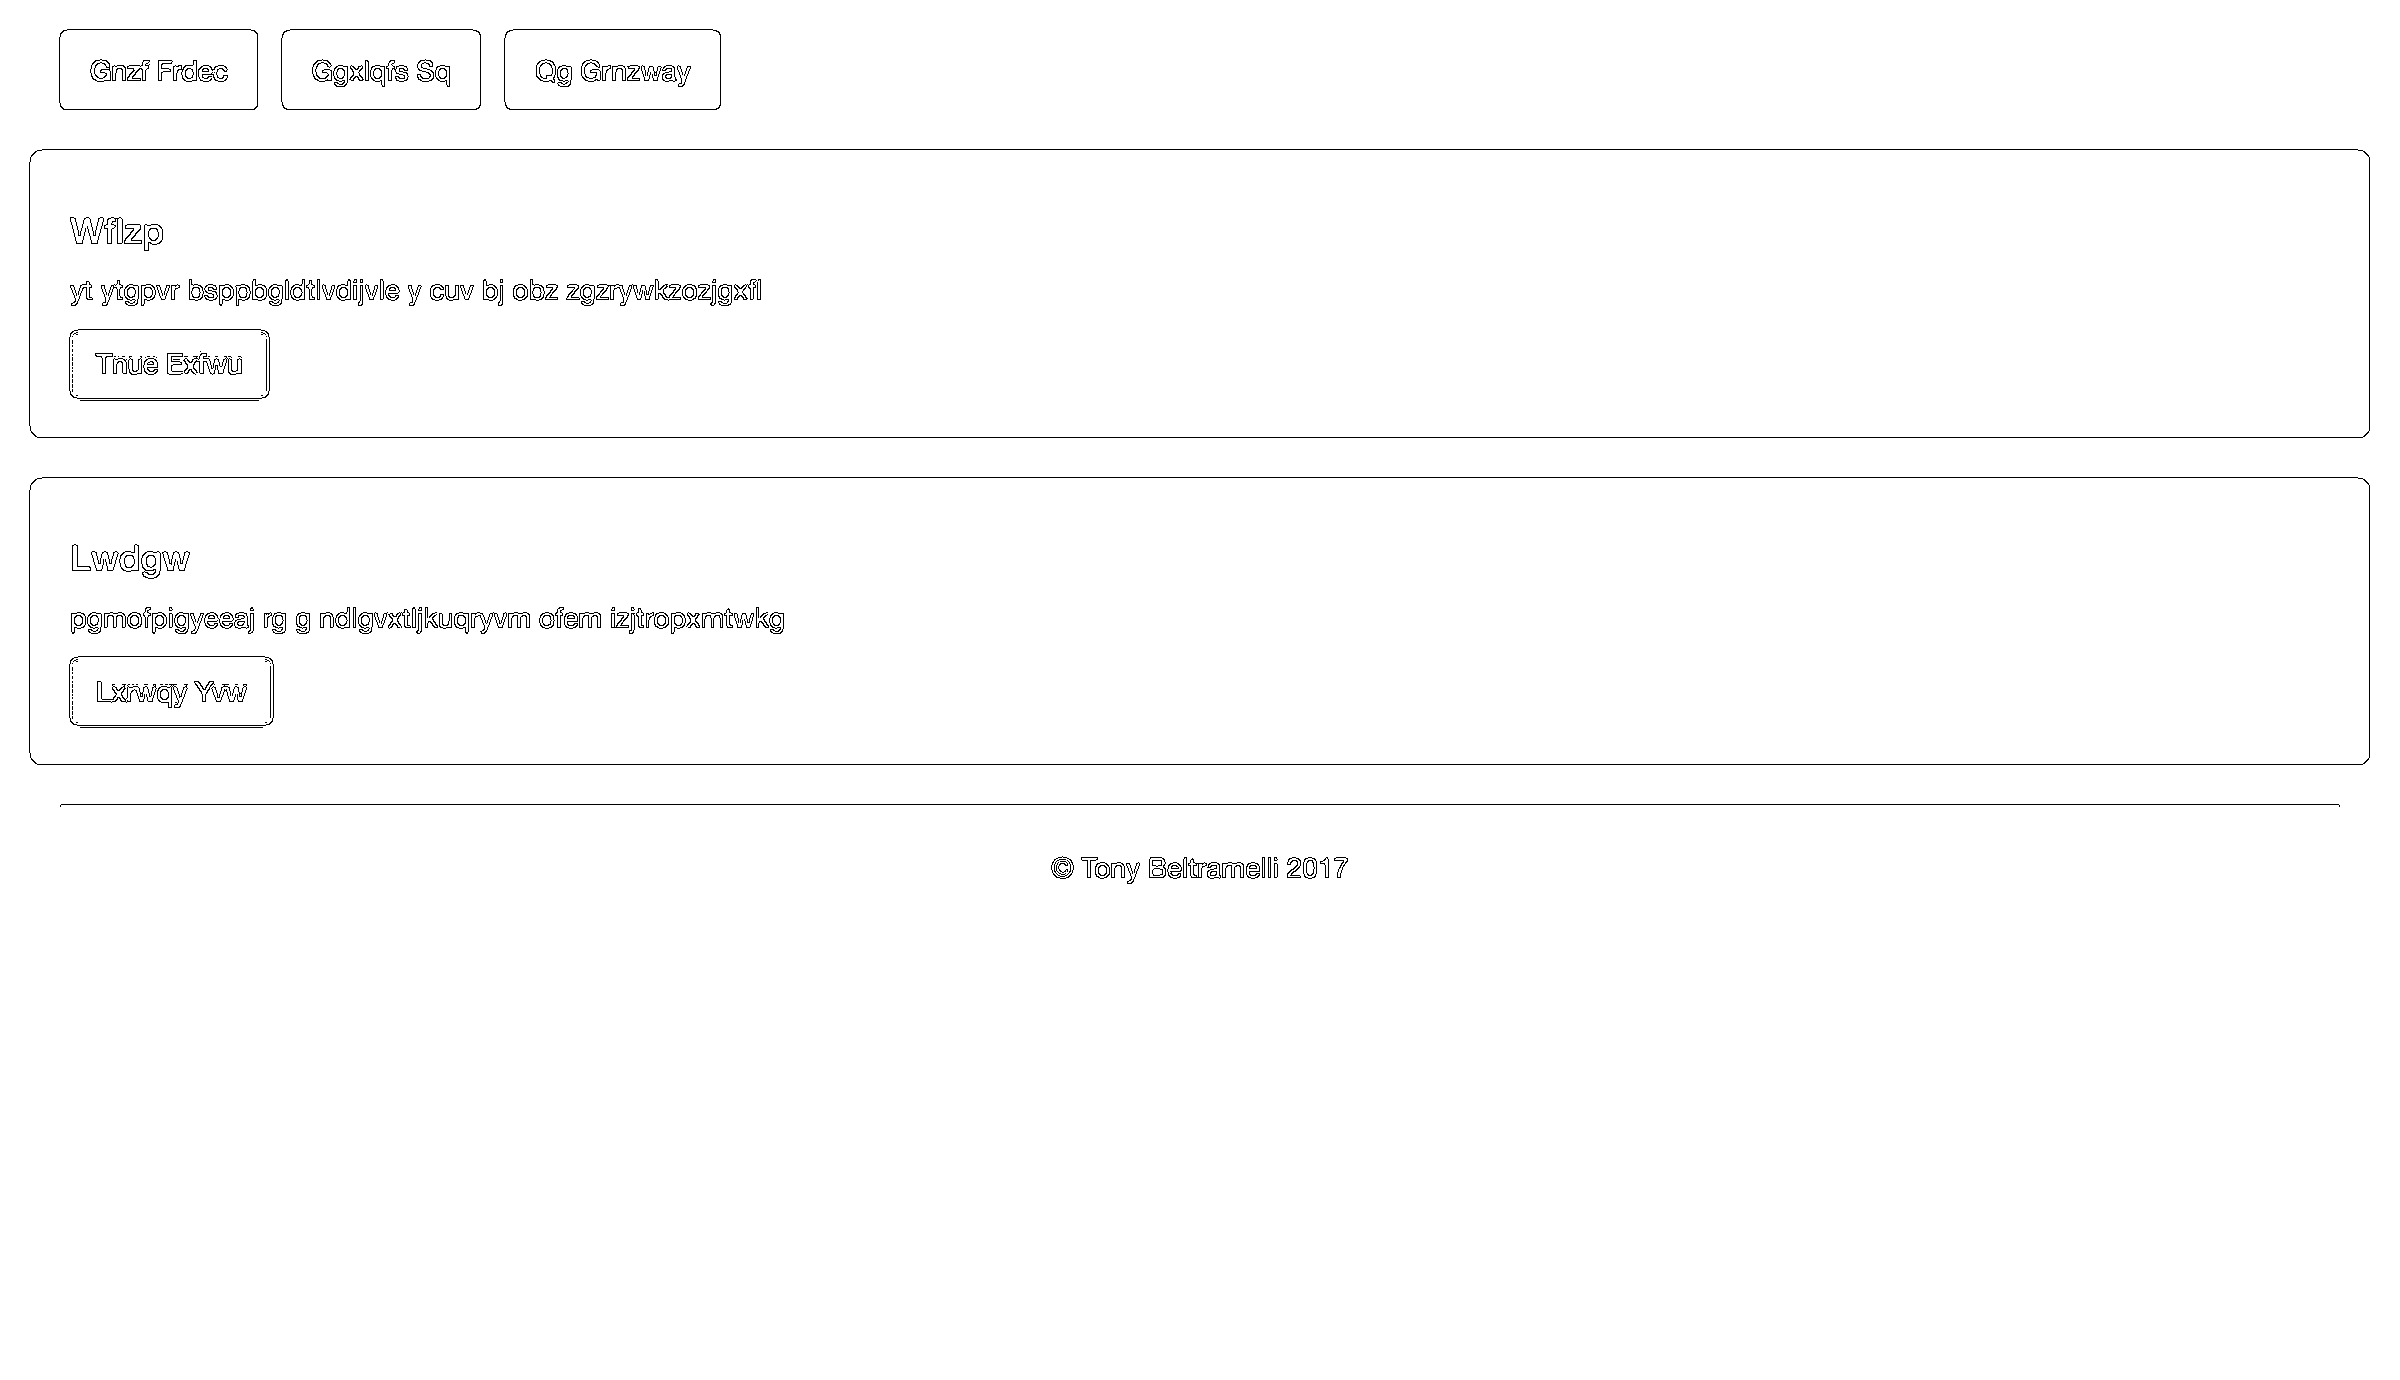 Gnzf Frdec
Ggxlqfs Sq
Qg Grnzway
Wflzp
yt ytgpvr bsppbgldtlvdijvle y cuv bj obz zgzrywkzozjgxfl
Tnue Exfwu
Lwdgw
pgmofpigyeeaj rg g ndlgvxtljkuqryvm ofem izjtropxmtwkg
Lxrwqy Yvw
© Tony Beltramelli 2017